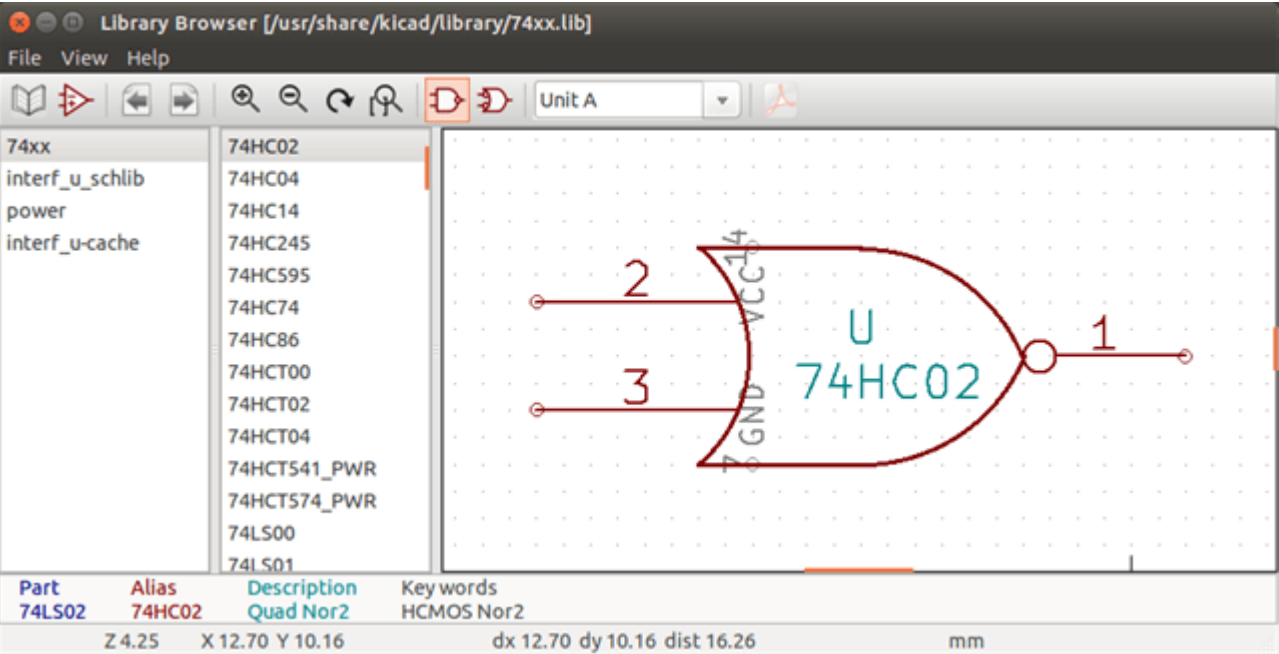 Library Browser [/usr/share/kicad/library/74xx.lib]
File View Help
Unit A
74xx
interf_u_schlib
power
interf_u-cache
74HC02
74HC04
74HC14
74HC245
74HC595
74HC74
74HC86
74HCT00
74HCT02
74HCT04
74HCT541_PWR
74HCT574_PWR
74LS00
74LS01
14
VCC
2
3
GND
7
U
74HC02
1
Part Alias Description Key words
74LS02 74HC02 Quad Nor2 HCMOS Nor2
Z 4.25 X 12.70 Y 10.16 dx 12.70 dy 10.16 dist 16.26 mm